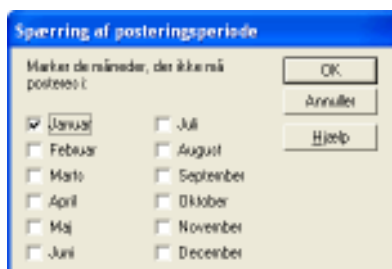 Spærring af posteringsperiode
Marker de måneder, der ikke må
posteres i:
OK
Annuller
Hjælp
Januar
Februar
Marts
April
Maj
Juni
Juli
August
September
Oktober
November
December